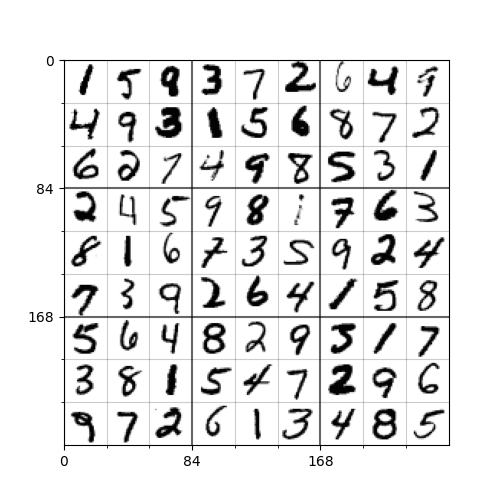 0
1 5 8 3 7 2 6 4 9
4 9 3 1 5 6 8 7 2
6 2 7 4 9 8 5 3 1
84
2 4 5 9 8 1 7 6 3
8 1 6 7 3 5 9 2 4
7 3 9 2 6 4 1 5 8
168
5 6 4 8 2 9 3 1 7
3 8 1 5 4 7 2 9 6
9 7 2 6 1 3 4 8 5
0 84 168